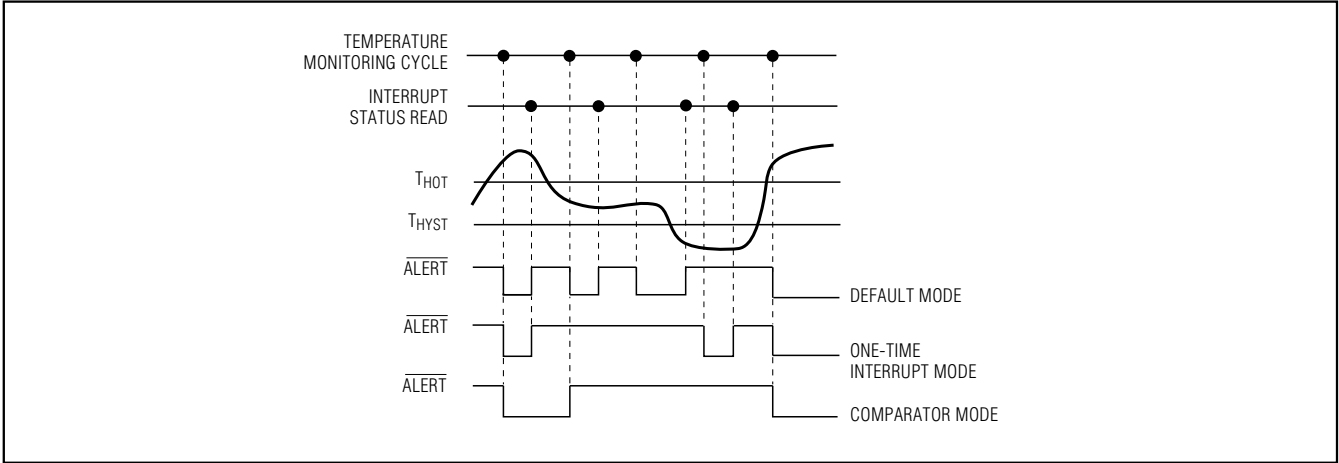 TEMPERATURE
MONITORING CYCLE
INTERRUPT
STATUS READ
THOT
THYST
ALERT
DEFAULT MODE
ALERT
ONE-TIME
INTERRUPT MODE
ALERT
COMPARATOR MODE